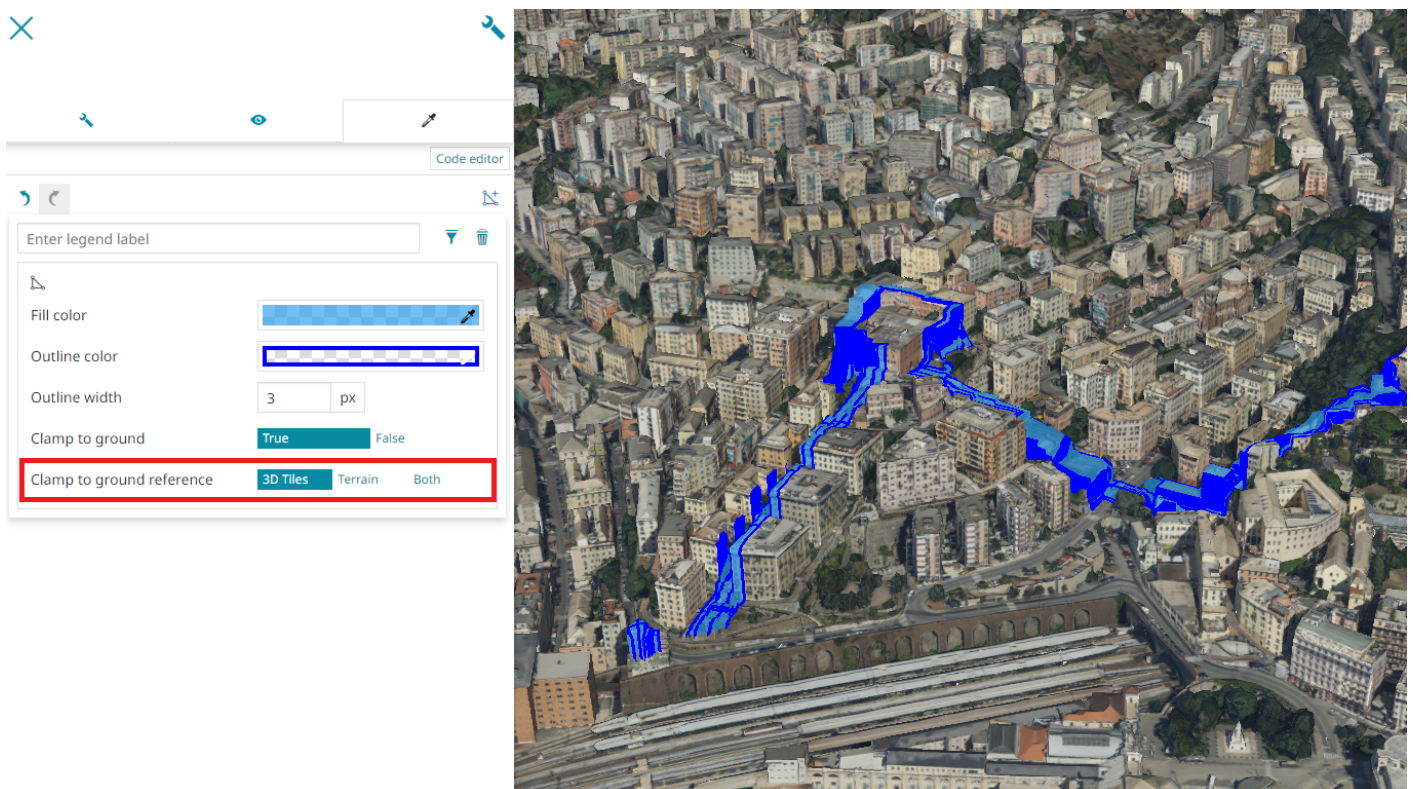 Code editor
Enter legend label
Fill color
Outline color
Outline width 3 px
Clamp to ground True False
Clamp to ground reference 3D Tiles Terrain Both